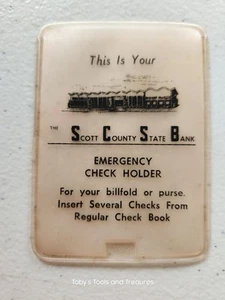 This Is Your
THE SCOTT COUNTY STATE BANK
EMERGENCY
CHECK HOLDER
For your billfold or purse.
Insert Several Checks From
Regular Check Book
Toby's Tools and Treasures